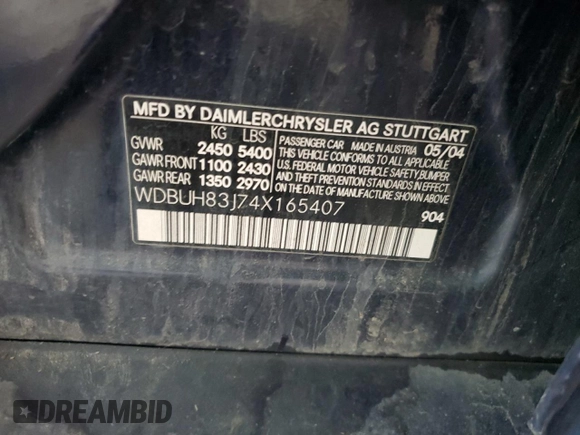 MFD BY DAIMLERCHRYSLER AG STUTTGART
KG LBS
GVWR 2450 5400
GAWR FRONT 1100 2430
GAWR REAR 1350 2970
PASSENGER CAR MADE IN AUSTRIA 05/04
THIS VEHICLE CONFORMS TO ALL APPLICABLE
U.S. FEDERAL MOTOR VEHICLE SAFETY, BUMPER
AND THEFT PREVENTION STANDARDS IN EFFECT
ON THE DATE OF MANUFACTURE SHOWN ABOVE
WDBUH83J74X165407
904
DREAMBID